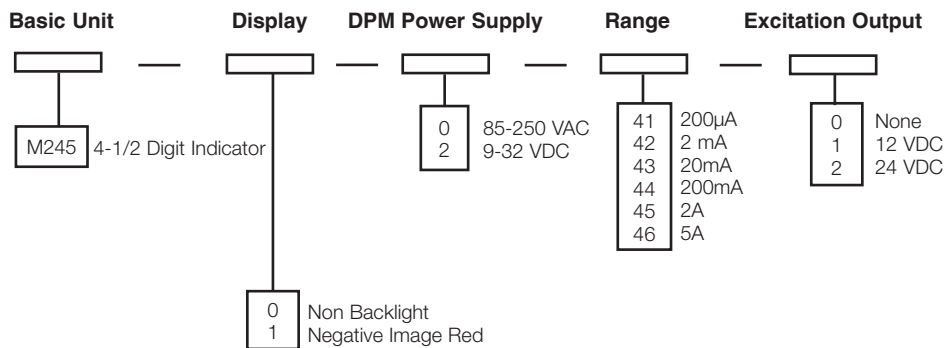 Basic Unit Display DPM Power Supply Range Excitation Output
M245 4-1/2 Digit Indicator
0 85-250 VAC
2 9-32 VDC
41 200µA
42 2 mA
43 20mA
44 200mA
45 2A
46 5A
0 None
1 12 VDC
2 24 VDC
0 Non Backlight
1 Negative Image Red